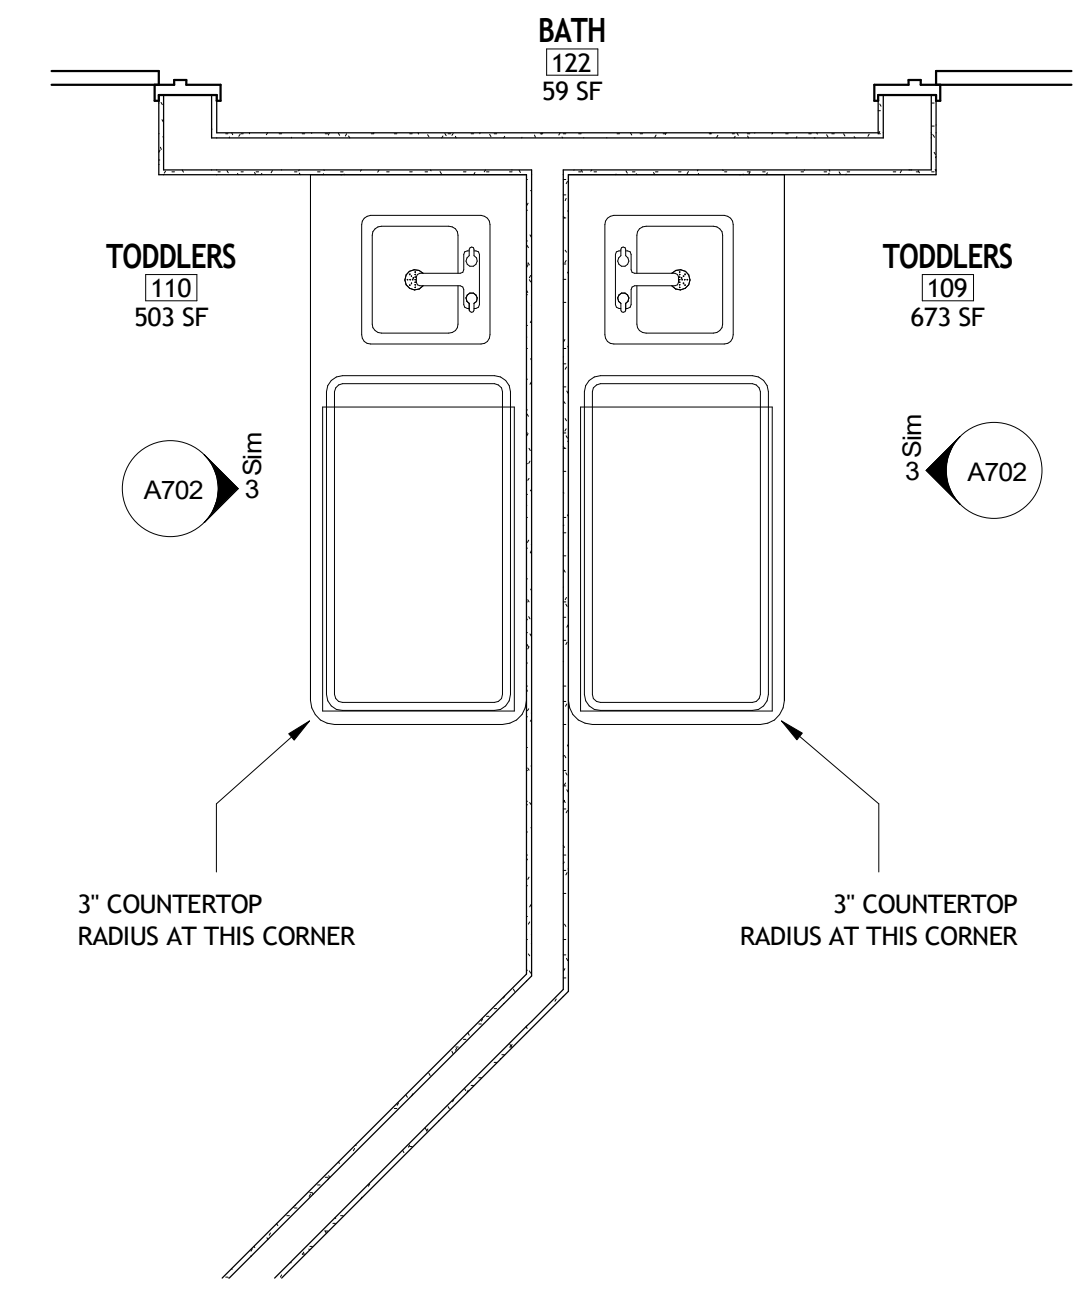 BATH
122
59 SF
TODDLERS
110
503 SF
TODDLERS
109
673 SF
A702
3
Sim
3
Sim
A702
3" COUNTERTOP
RADIUS AT THIS CORNER
3" COUNTERTOP
RADIUS AT THIS CORNER